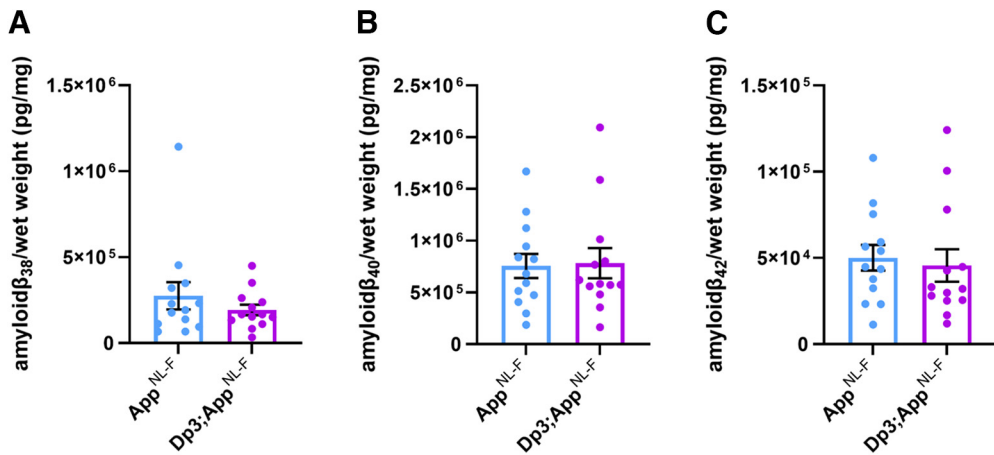 A
amyloidβ38/wet weight (pg/mg)
1.5×10⁶
1×10⁶
5×10⁵
0
App NL-F
Dp3;App NL-F
B
amyloidβ40/wet weight (pg/mg)
2.5×10⁶
2×10⁶
1.5×10⁶
1×10⁶
5×10⁵
0
App NL-F
Dp3;App NL-F
C
amyloidβ42/wet weight (pg/mg)
1.5×10⁵
1×10⁵
5×10⁴
0
App NL-F
Dp3;App NL-F